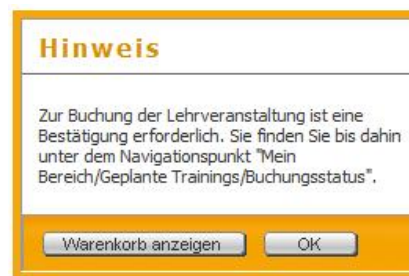 Hinweis
Zur Buchung der Lehrveranstaltung ist eine
Bestätigung erforderlich. Sie finden Sie bis dahin
unter dem Navigationspunkt "Mein
Bereich/Geplante Trainings/Buchungsstatus".
Warenkorb anzeigen OK